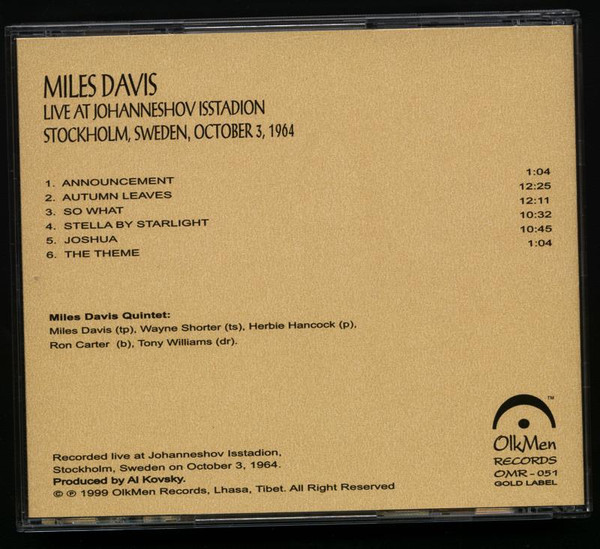 MILES DAVIS
LIVE AT JOHANNESHOV ISSTADION
STOCKHOLM, SWEDEN, OCTOBER 3, 1964
1. ANNOUNCEMENT 1:04
2. AUTUMN LEAVES 12:25
3. SO WHAT 12:11
4. STELLA BY STARLIGHT 10:32
5. JOSHUA 10:45
6. THE THEME 1:04
Miles Davis Quintet:
Miles Davis (tp), Wayne Shorter (ts), Herbie Hancock (p),
Ron Carter (b), Tony Williams (dr).
Recorded live at Johanneshov Isstadion,
Stockholm, Sweden on October 3, 1964.
Produced by Al Kovsky.
© ℗ 1999 OlkMen Records, Lhasa, Tibet. All Right Reserved
™
OlkMen
RECORDS
OMR - 051
GOLD LABEL